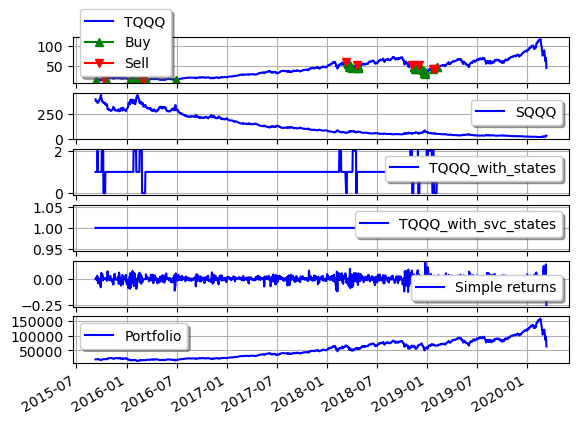 TQQQ
Buy
Sell
100
50
SQQQ
250
0
2
TQQQ_with_states
0
1.05
TQQQ_with_svc_states
1.00
0.95
0.00
Simple returns
-0.25
150000
Portfolio
100000
50000
2015-07 2016-01 2016-07 2017-01 2017-07 2018-01 2018-07 2019-01 2019-07 2020-01